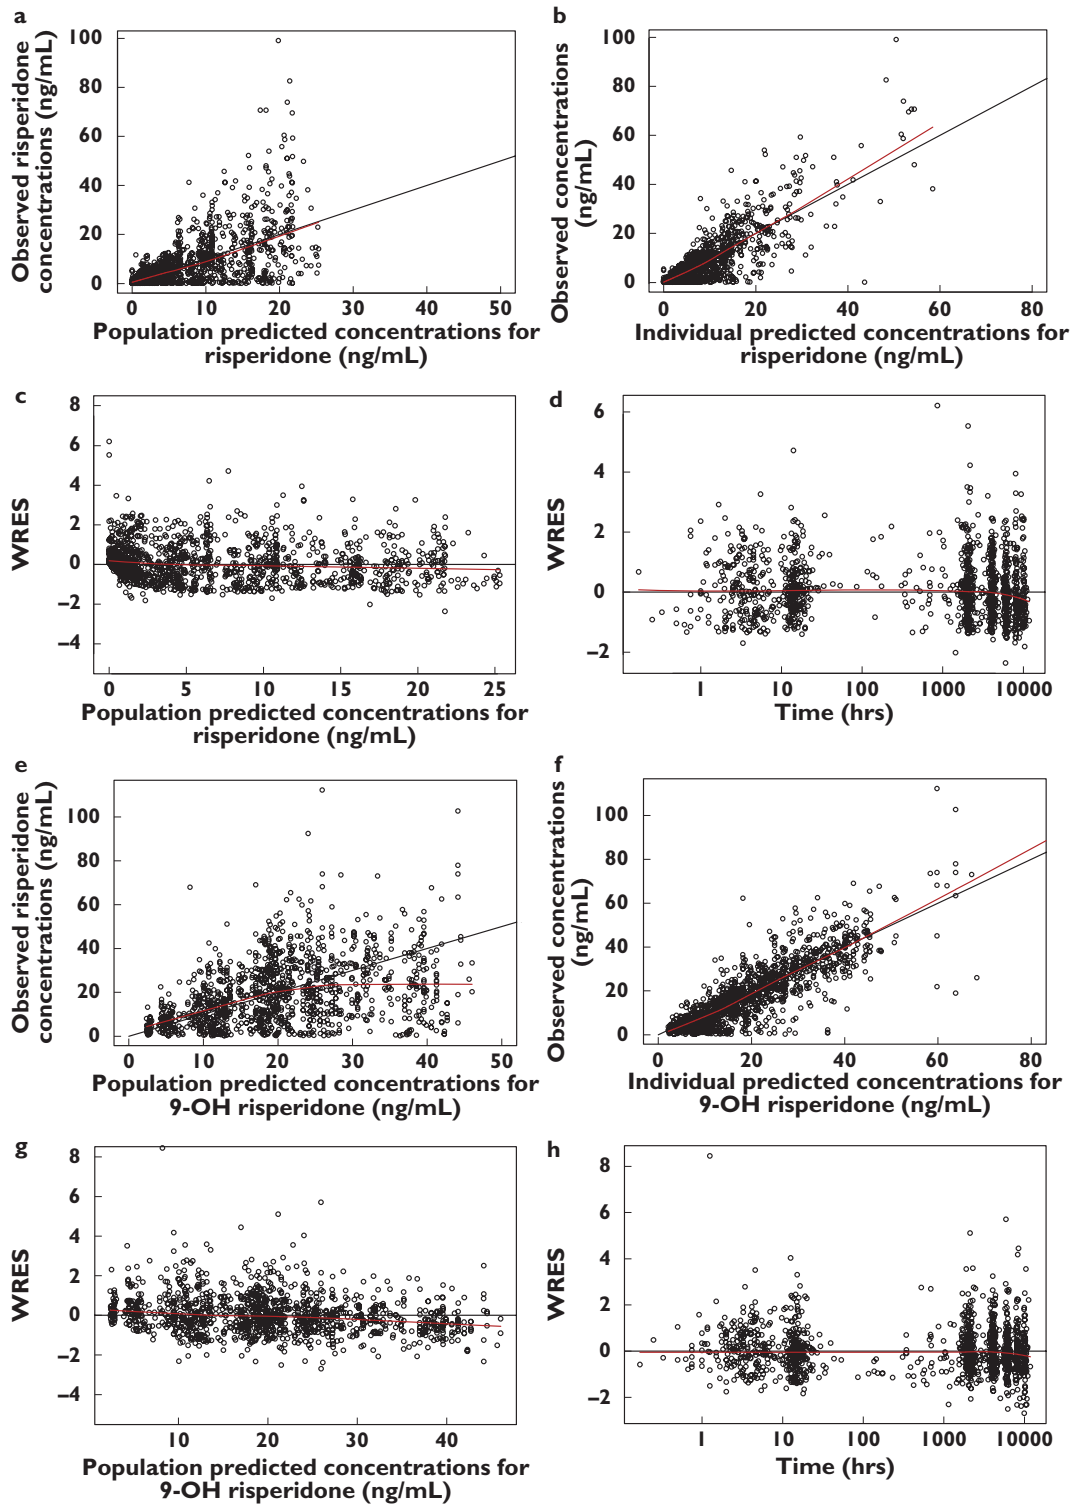 a
Observed risperidone
concentrations (ng/mL)
100
80
60
40
20
0
0 10 20 30 40 50
Population predicted concentrations for
risperidone (ng/mL)
b
Observed concentrations
(ng/mL)
100
80
60
40
20
0
0 20 40 60 80
Individual predicted concentrations for
risperidone (ng/mL)
c
WRES
8
6
4
2
0
−2
−4
0 5 10 15 20 25
Population predicted concentrations for
risperidone (ng/mL)
d
WRES
6
4
2
0
−2
1 10 100 1000 10000
Time (hrs)
e
Observed risperidone
concentrations (ng/mL)
100
80
60
40
20
0
0 10 20 30 40 50
Population predicted concentrations for
9-OH risperidone (ng/mL)
f
Observed concentrations
(ng/mL)
100
80
60
40
20
0
0 20 40 60 80
Individual predicted concentrations for
9-OH risperidone (ng/mL)
g
WRES
8
6
4
2
0
−2
−4
10 20 30 40
Population predicted concentrations for
9-OH risperidone (ng/mL)
h
WRES
8
6
4
2
0
−2
1 10 100 1000 10000
Time (hrs)